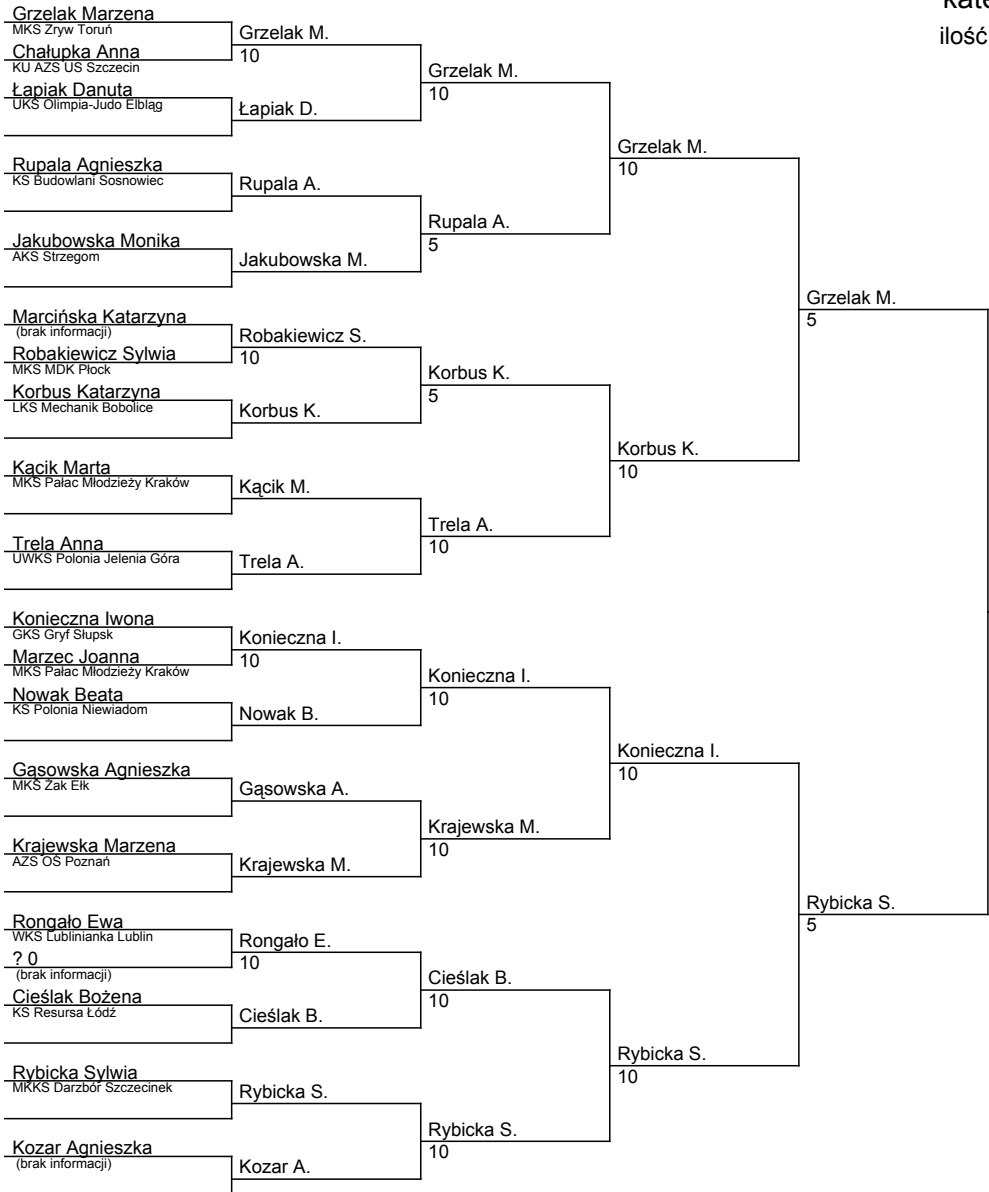 kate
ilość
Grzelak Marzena
MKS Zryw Toruń
Chałupka Anna
KU AZS US Szczecin
Łapiak Danuta
UKS Olimpia-Judo Elbląg
Rupala Agnieszka
KS Budowlani Sosnowiec
Jakubowska Monika
AKS Strzegom
Marcińska Katarzyna
(brak informacji)
Robakiewicz Sylwia
MKS MDK Płock
Korbus Katarzyna
LKS Mechanik Bobolice
Kącik Marta
MKS Pałac Młodzieży Kraków
Trela Anna
UWKS Polonia Jelenia Góra
Konieczna Iwona
GKS Gryf Słupsk
Marzec Joanna
MKS Pałac Młodzieży Kraków
Nowak Beata
KS Polonia Niewiadom
Gąsowska Agnieszka
MKS Żak Ełk
Krajewska Marzena
AZS OŚ Poznań
Rongało Ewa
WKS Lublinianka Lublin
? 0
(brak informacji)
Cieślak Bożena
KS Resursa Łódź
Rybicka Sylwia
MKKS Darzbór Szczecinek
Kozar Agnieszka
(brak informacji)
Grzelak M.
10
Łapiak D.
Rupala A.
Jakubowska M.
Robakiewicz S.
10
Korbus K.
Kącik M.
Trela A.
Konieczna I.
10
Nowak B.
Gąsowska A.
Krajewska M.
Rongało E.
10
Cieślak B.
Rybicka S.
Kozar A.
Grzelak M.
10
Rupala A.
5
Korbus K.
5
Trela A.
10
Konieczna I.
10
Krajewska M.
10
Cieślak B.
10
Rybicka S.
10
Grzelak M.
10
Korbus K.
10
Konieczna I.
10
Rybicka S.
10
Grzelak M.
5
Rybicka S.
5